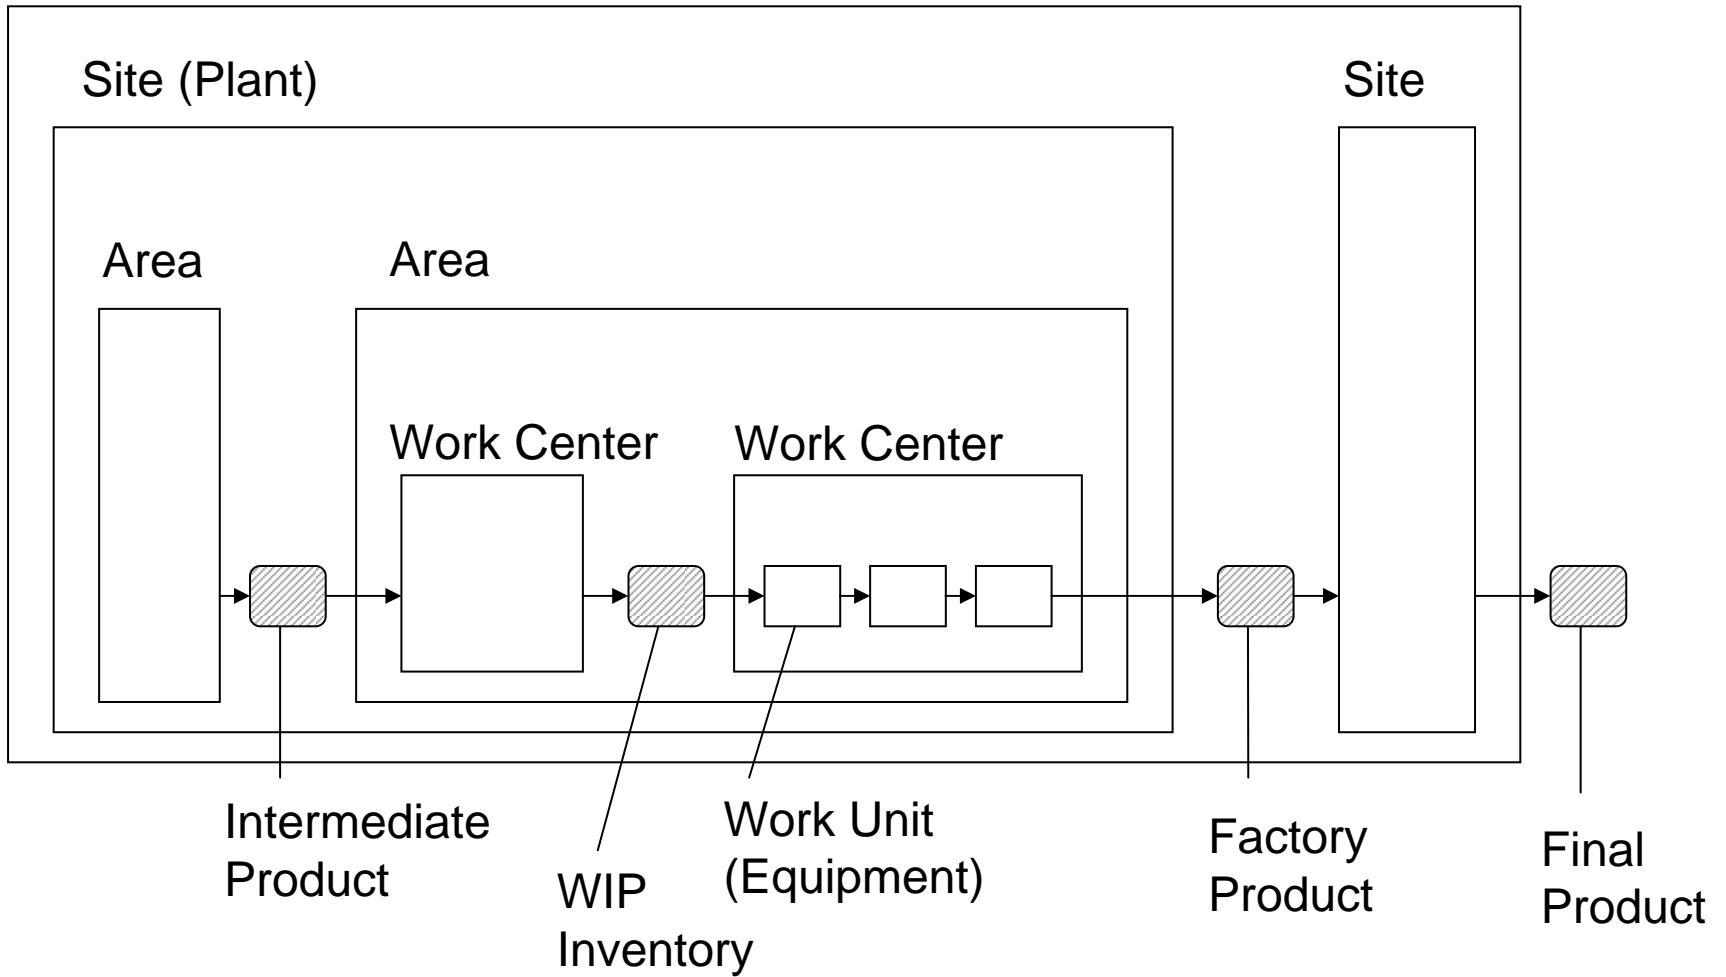 Site (Plant)
Site
Area
Area
Work Center
Work Center
Intermediate
Product
WIP
Inventory
Work Unit
(Equipment)
Factory
Product
Final
Product